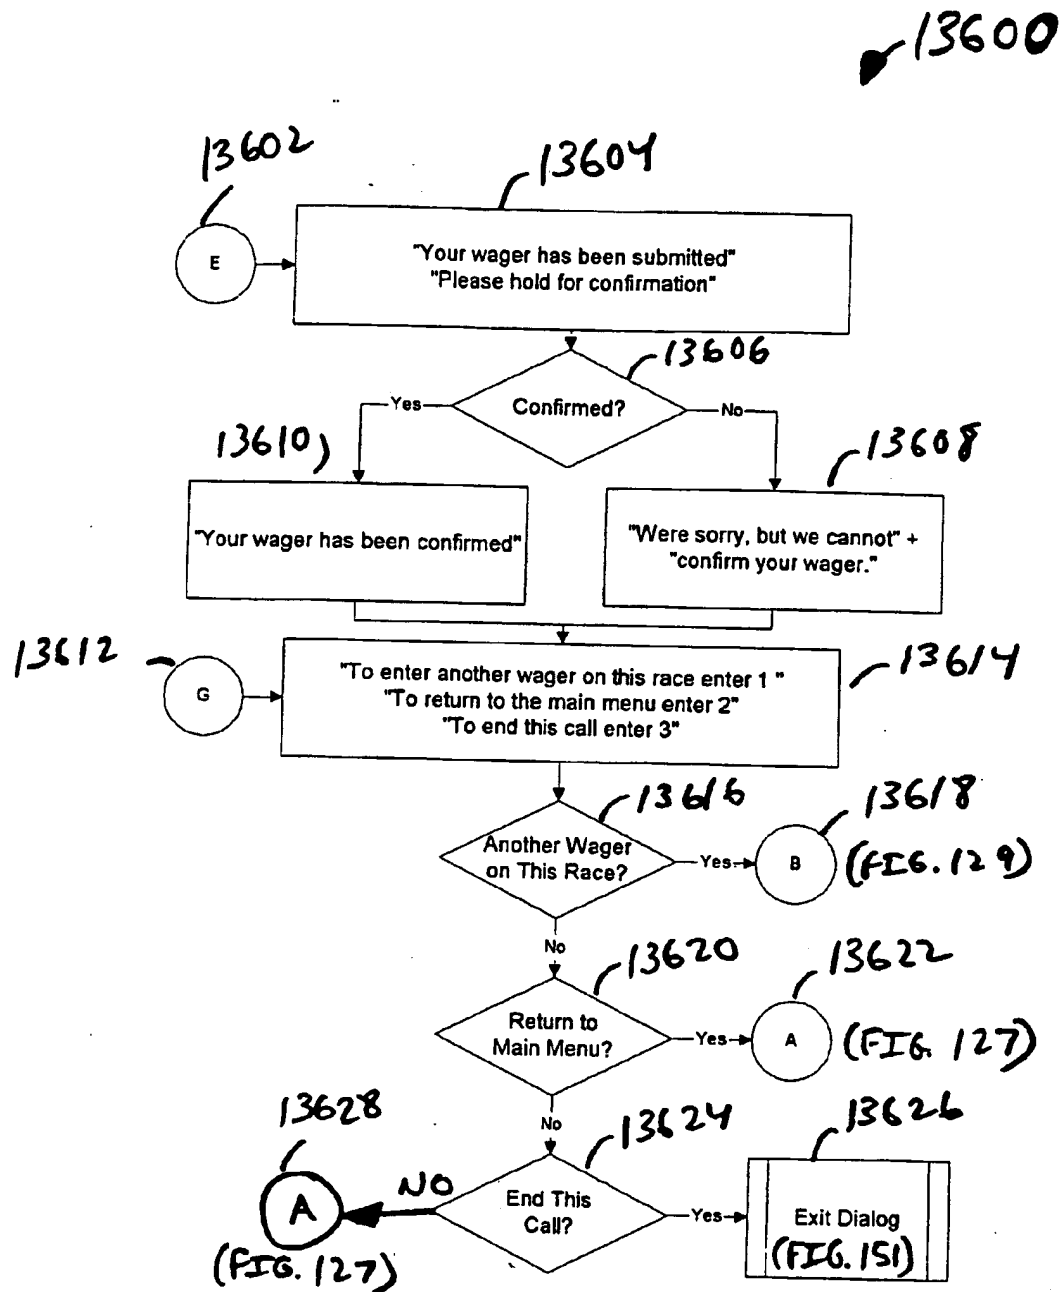 13600
13602
13604
E
"Your wager has been submitted"
"Please hold for confirmation"
13606
Confirmed?
Yes
No
13610
13608
"Your wager has been confirmed"
"Were sorry, but we cannot" +
"confirm your wager."
13612
13614
G
"To enter another wager on this race enter 1 "
"To return to the main menu enter 2"
"To end this call enter 3"
13616
13618
Another Wager
on This Race?
Yes
B
(FIG. 129)
No
13620
13622
Return to
Main Menu?
Yes
A
(FIG. 127)
No
13628
13624
13626
A
NO
End This
Call?
Yes
Exit Dialog
(FIG. 151)
(FIG. 127)